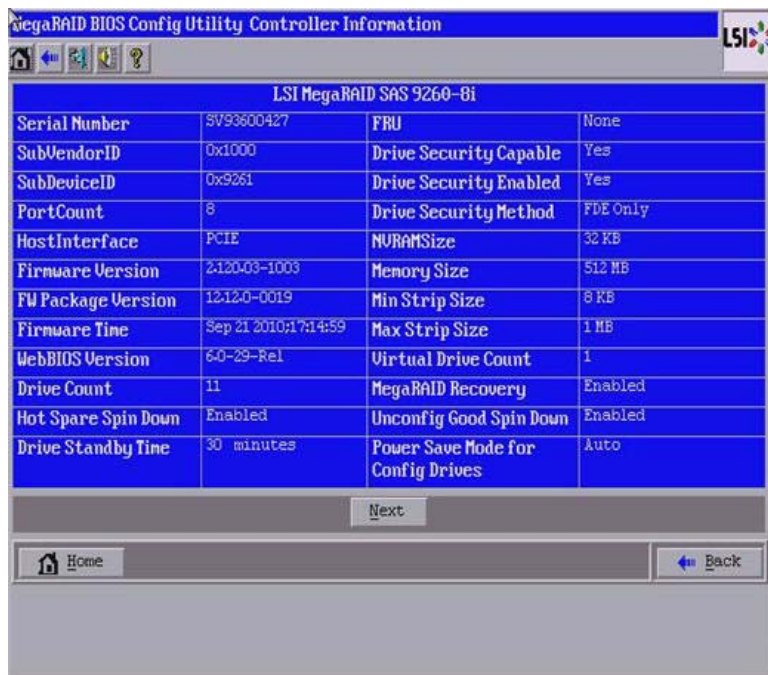 MegaRAID BIOS Config Utility Controller Information
LSI
LSI MegaRAID SAS 9260-8i
Serial Number SV93600427 FRU None
SubVendorID 0x1000 Drive Security Capable Yes
SubDeviceID 0x9261 Drive Security Enabled Yes
PortCount 8 Drive Security Method FDE Only
HostInterface PCIE NVRAMSize 32 KB
Firmware Version 2.120.03-1003 Memory Size 512 MB
FW Package Version 12.12.0-0019 Min Strip Size 8 KB
Firmware Time Sep 21 2010;17:14:59 Max Strip Size 1 MB
WebBIOS Version 6.0-29-Rel Virtual Drive Count 1
Drive Count 11 MegaRAID Recovery Enabled
Hot Spare Spin Down Enabled Unconfig Good Spin Down Enabled
Drive Standby Time 30 minutes Power Save Mode for Auto
Config Drives
Next
Home Back